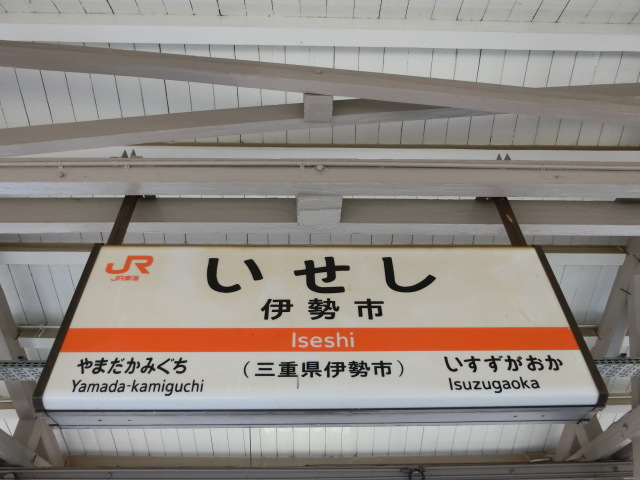 JR
JR東海
いせし
伊勢市
Iseshi
やまだかみぐち
Yamada-kamiguchi
(三重県伊勢市)
いすずがおか
Isuzugaoka